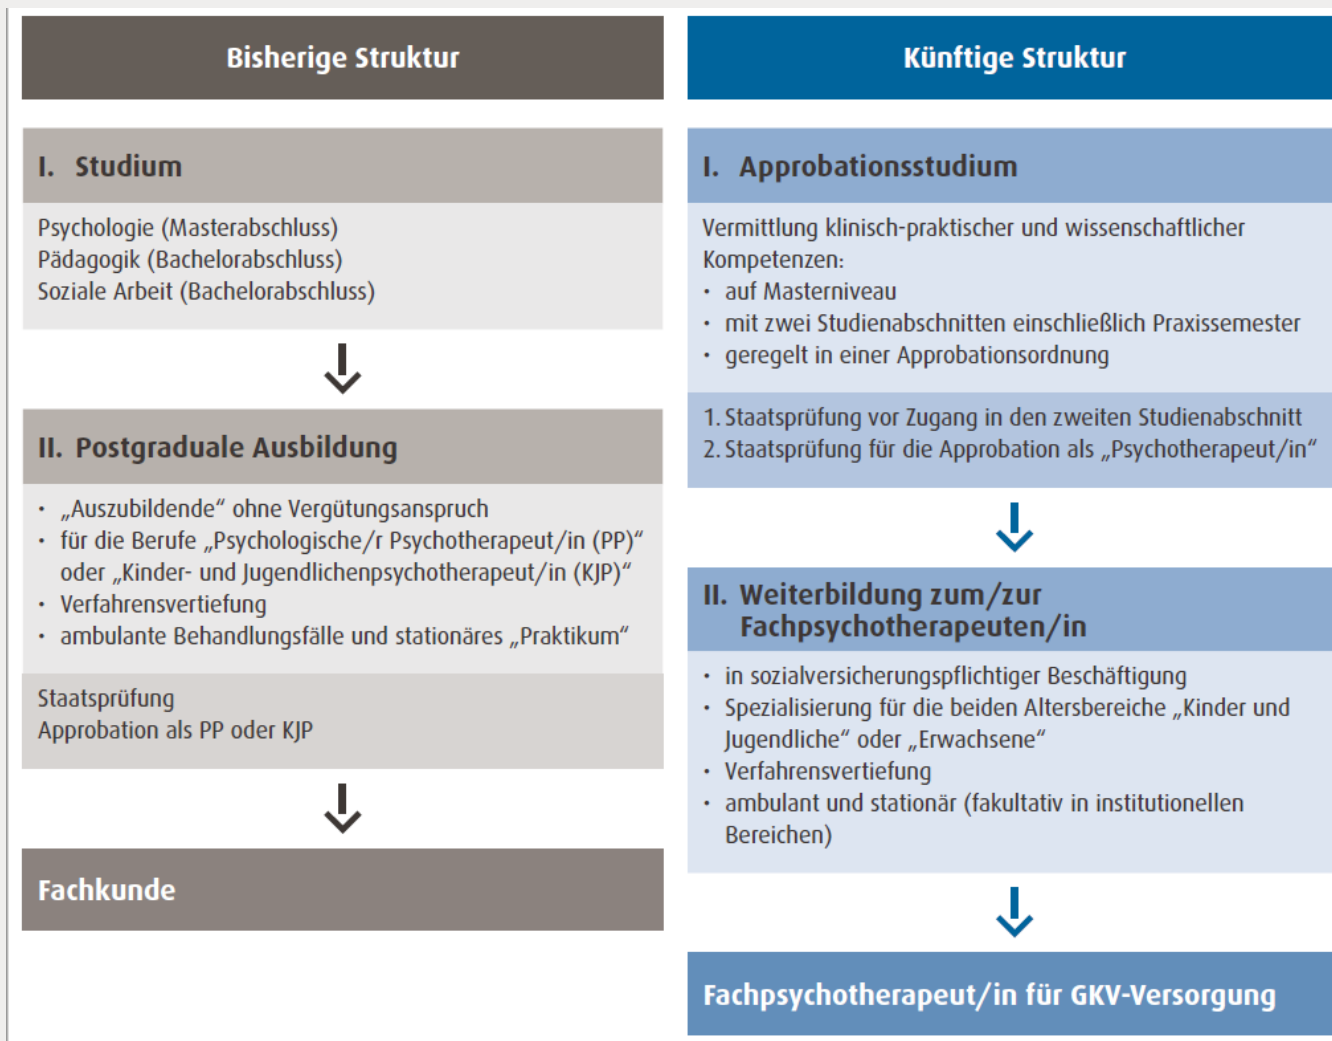 Bisherige Struktur
I. Studium
Psychologie (Masterabschluss)
Pädagogik (Bachelorabschluss)
Soziale Arbeit (Bachelorabschluss)
II. Postgraduale Ausbildung
• „Auszubildende“ ohne Vergütungsanspruch
• für die Berufe „Psychologische/r Psychotherapeut/in (PP)“
oder „Kinder- und Jugendlichenpsychotherapeut/in (KJP)“
• Verfahrensvertiefung
• ambulante Behandlungsfälle und stationäres „Praktikum“
Staatsprüfung
Approbation als PP oder KJP
Fachkunde
Künftige Struktur
I. Approbationsstudium
Vermittlung klinisch-praktischer und wissenschaftlicher
Kompetenzen:
• auf Masterniveau
• mit zwei Studienabschnitten einschließlich Praxissemester
• geregelt in einer Approbationsordnung
1. Staatsprüfung vor Zugang in den zweiten Studienabschnitt
2. Staatsprüfung für die Approbation als „Psychotherapeut/in“
II. Weiterbildung zum/zur
Fachpsychotherapeuten/in
• in sozialversicherungspflichtiger Beschäftigung
• Spezialisierung für die beiden Altersbereiche „Kinder und
Jugendliche“ oder „Erwachsene“
• Verfahrensvertiefung
• ambulant und stationär (fakultativ in institutionellen
Bereichen)
Fachpsychotherapeut/in für GKV-Versorgung